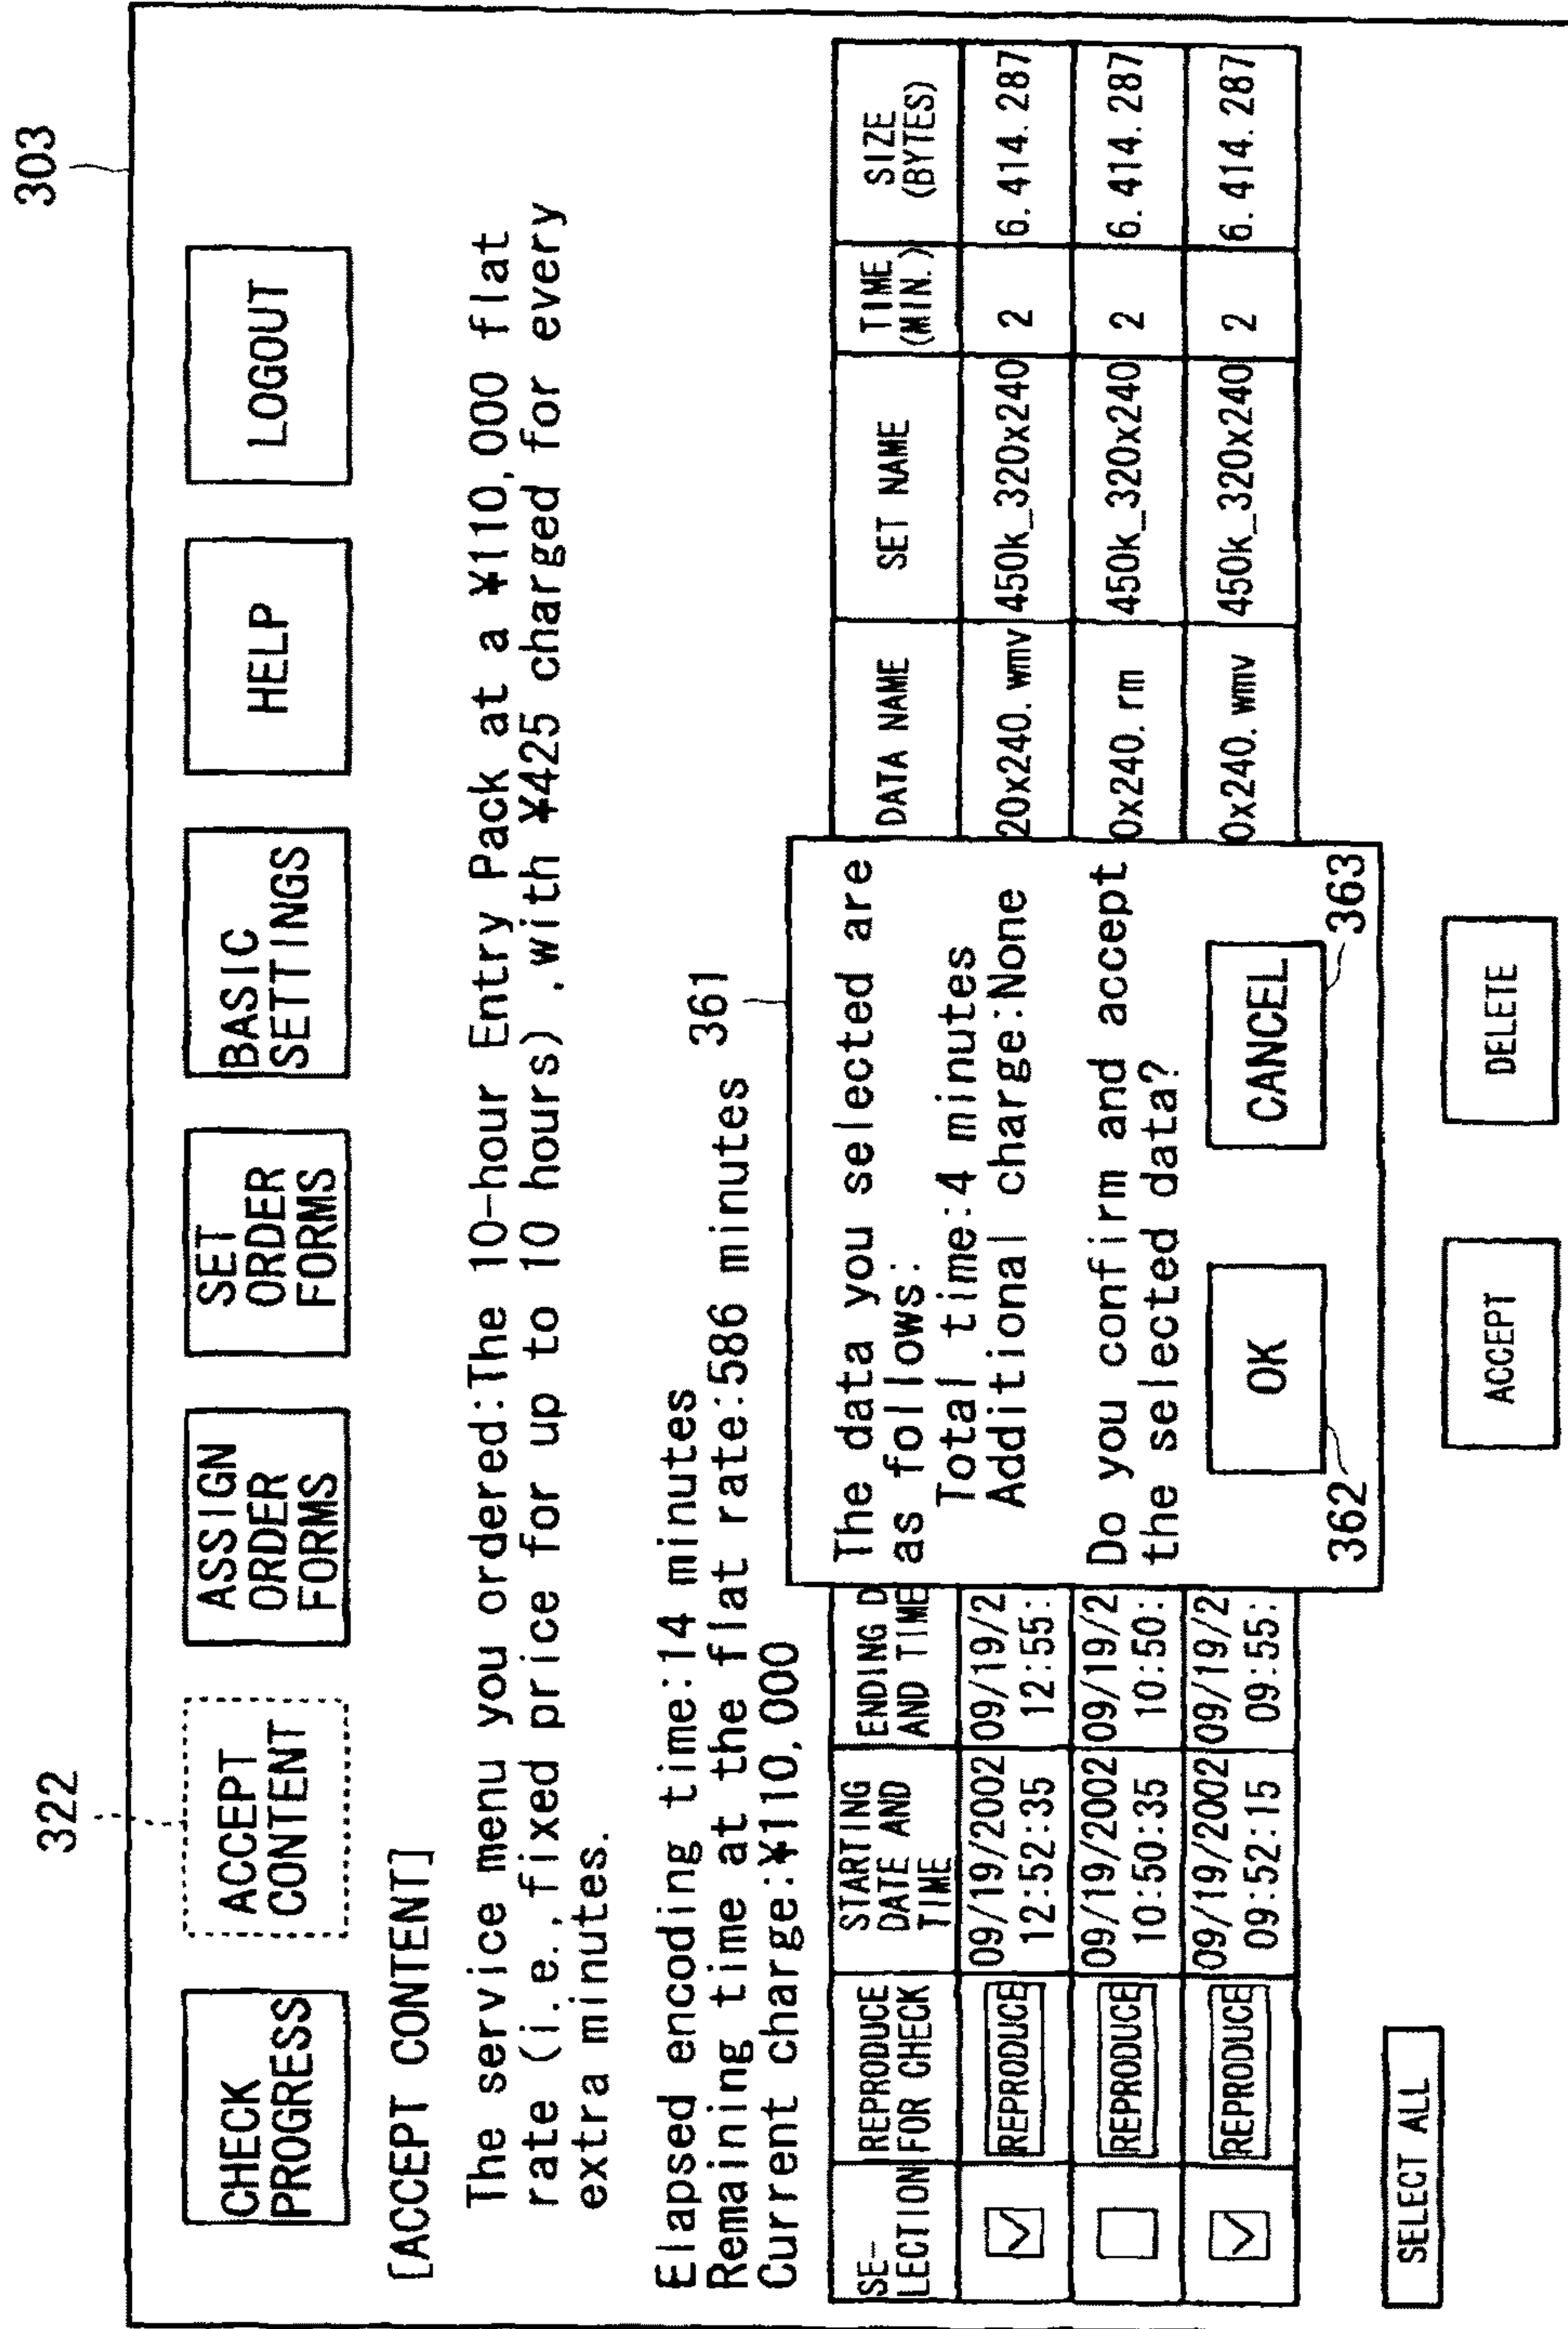 303
322
CHECK
PROGRESS
ACCEPT
CONTENT
ASSIGN
ORDER
FORMS
SET
ORDER
FORMS
BASIC
SETTINGS
HELP
LOGOUT
[ACCEPT CONTENT]
The service menu you ordered:The 10-hour Entry Pack at a ¥110,000 flat
rate (i.e.,fixed price for up to 10 hours) ,with ¥425 charged for every
extra minutes.
Elapsed encoding time:14 minutes
Remaining time at the flat rate:586 minutes
Current charge:¥110,000
361
SE-
LECTION
REPRODUCE
FOR CHECK
STARTING
DATE AND
TIME
ENDING D
AND TIME
DATA NAME
SET NAME
TIME
(MIN.)
SIZE
(BYTES)
REPRODUCE
09/19/2002
12:52:35
09/19/2
12:55:
20x240.wmv
450k_320x240
2
6.414.287
REPRODUCE
09/19/2002
10:50:35
09/19/2
10:50:
0x240.rm
450k_320x240
2
6.414.287
REPRODUCE
09/19/2002
09:52:15
09/19/2
09:55:
0x240.wmv
450k_320x240
2
6.414.287
The data you selected are
as follows:
Total time:4 minutes
Additional charge:None
Do you confirm and accept
the selected data?
OK
CANCEL
362
363
SELECT ALL
ACCEPT
DELETE